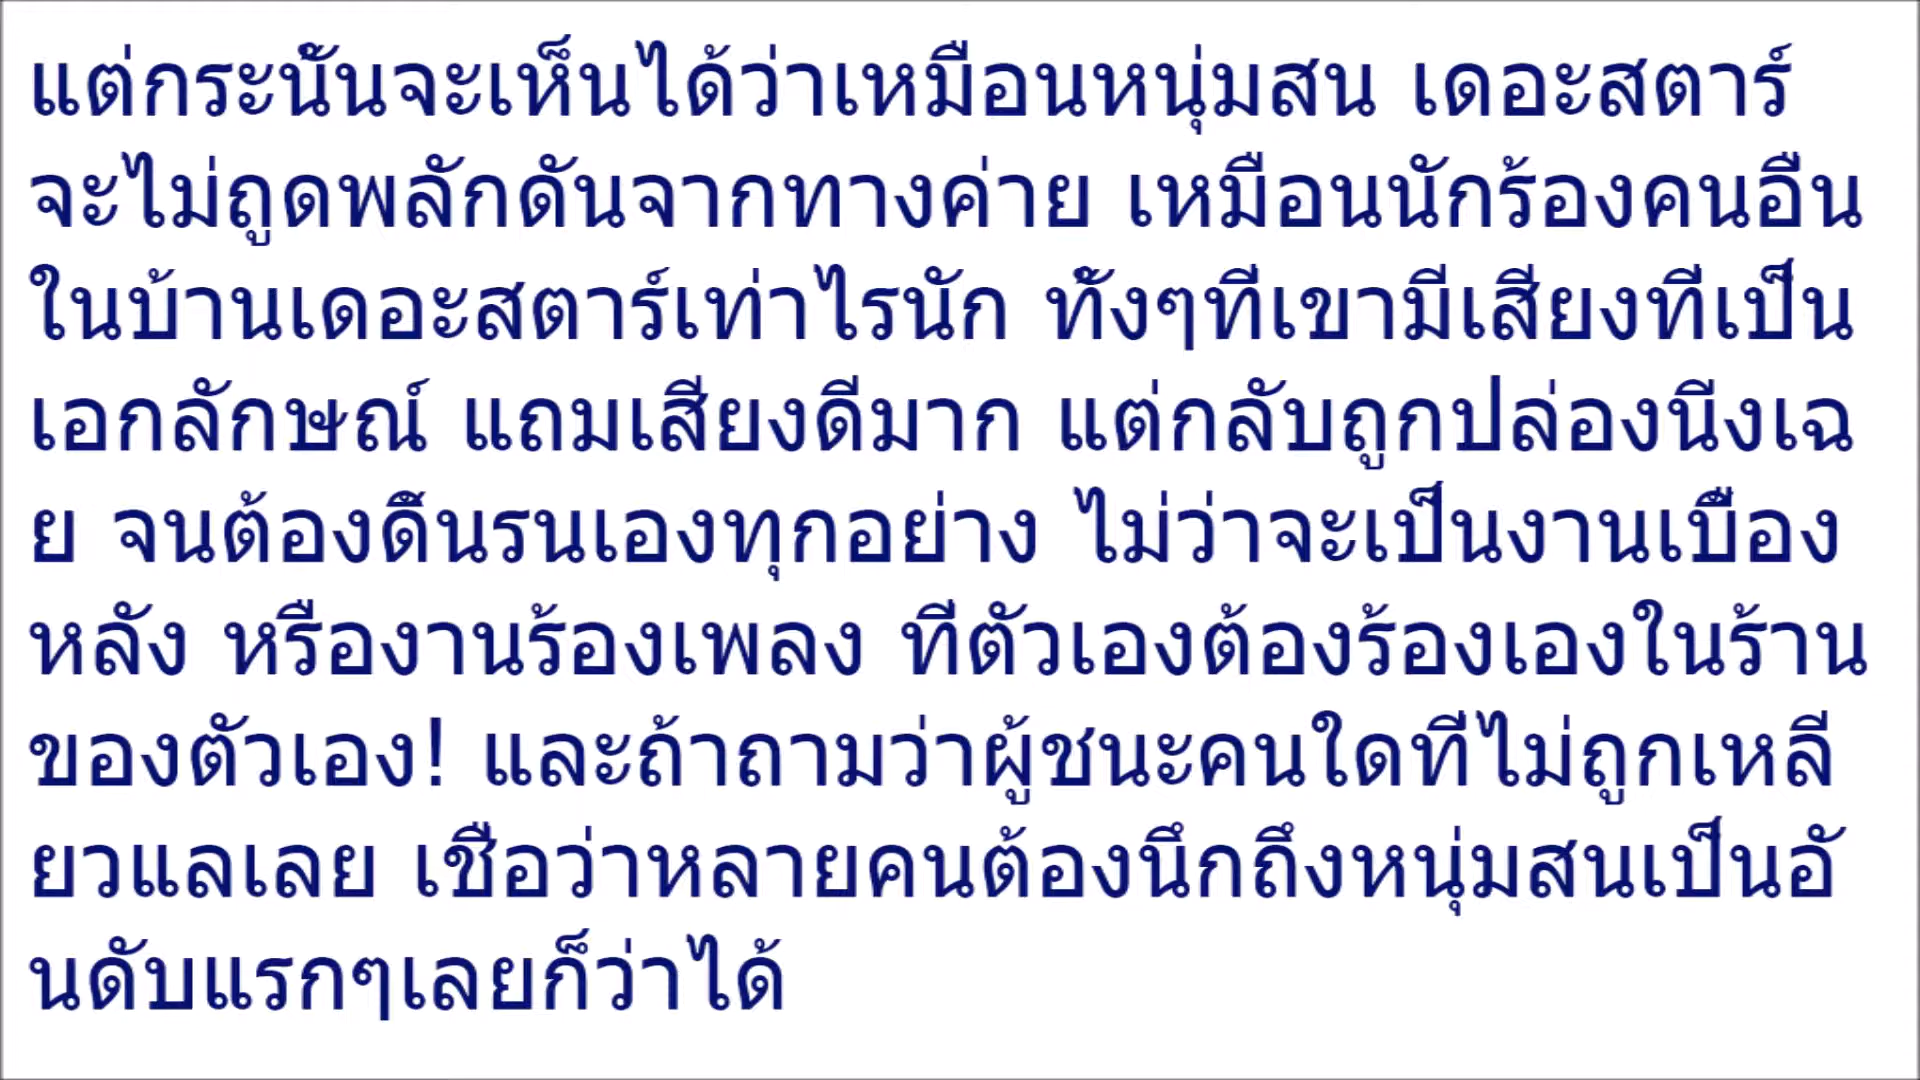 แต่กระนั้นจะเห็นได้ว่าเหมือนหนุ่มสน เดอะสตาร์
จะไม่ถูดพลักดันจากทางค่าย เหมือนนักร้องคนอื่น
ในบ้านเดอะสตาร์เท่าไรนัก ทั้งๆที่เขามีเสียงที่เป็น
เอกลักษณ์ แถมเสียงดีมาก แต่กลับถูกปล่องนี่งเฉ
ย จนต้องดิ้นรนเองทุกอย่าง ไม่ว่าจะเป็นงานเบื้อง
หลัง หรืองานร้องเพลง ที่ตัวเองต้องร้องเองในร้าน
ของตัวเอง! และถ้าถามว่าผู้ชนะคนใดที่ไม่ถูกเหลี
ยวแลเลย เชื่อว่าหลายคนต้องนึกถึงหนุ่มสนเป็นอั
นดับแรกๆเลยก็ว่าได้